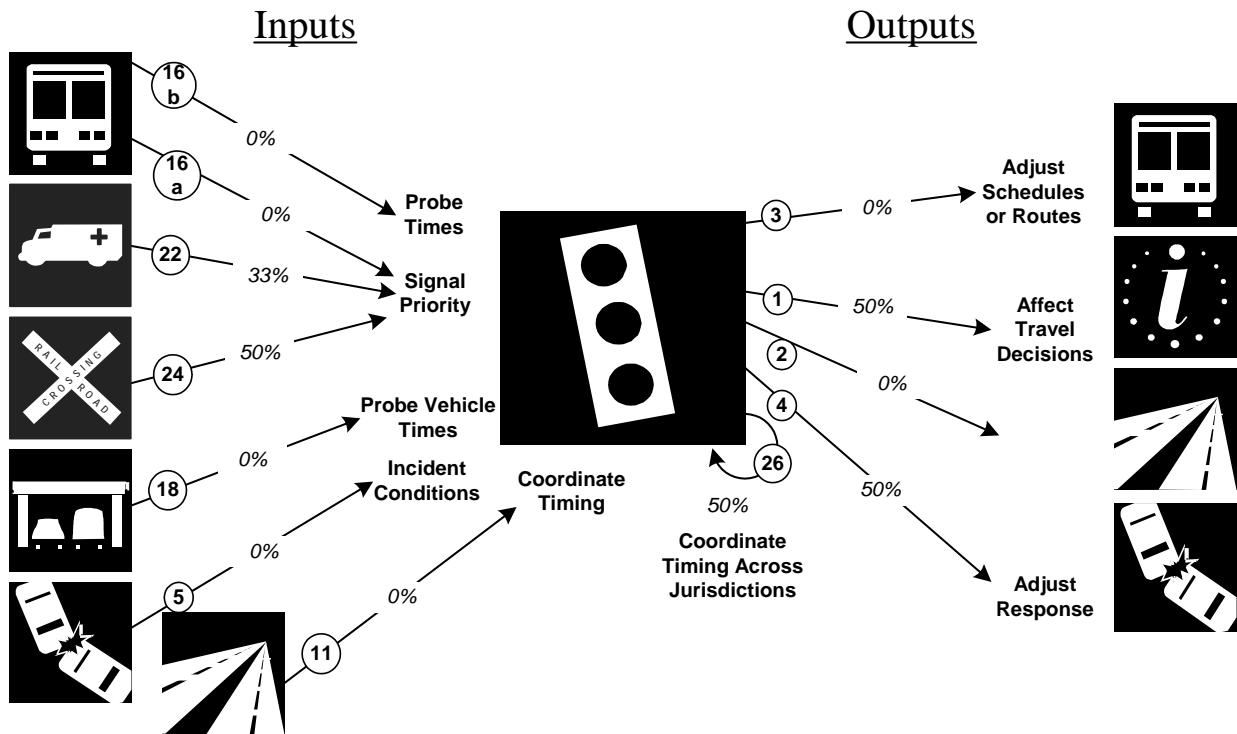 Inputs
Outputs
16
b
0%
16
a
0%
Probe
Times
22
33%
Signal
Priority
24
50%
RAIL ROAD
CROSSING
Probe Vehicle
Times
18
0%
Incident
Conditions
5
0%
Coordinate
Timing
11
0%
3
0%
Adjust
Schedules
or Routes
1
50%
Affect
Travel
Decisions
i
2
0%
4
50%
26
50%
Coordinate
Timing Across
Jurisdictions
Adjust
Response